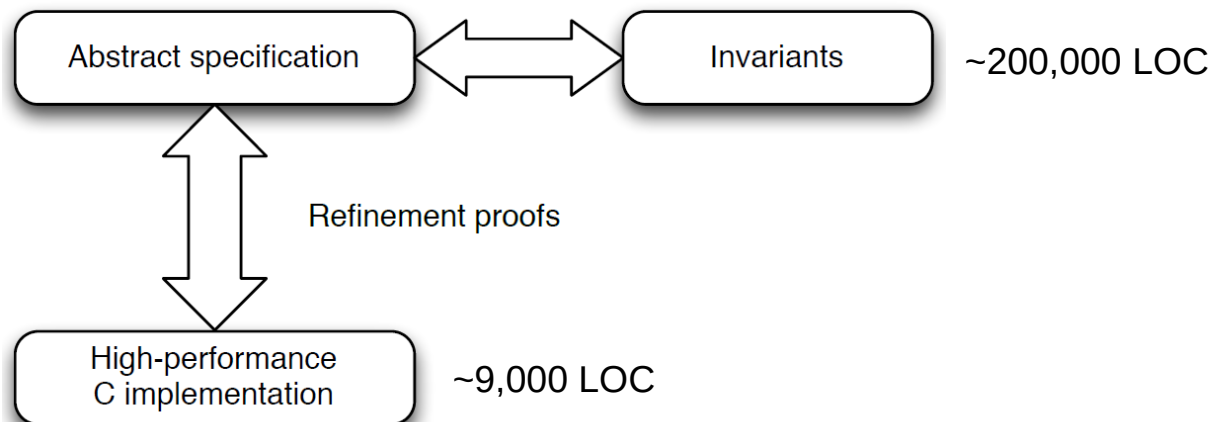 Abstract specification
Invariants
~200,000 LOC
Refinement proofs
High-performance
C implementation
~9,000 LOC